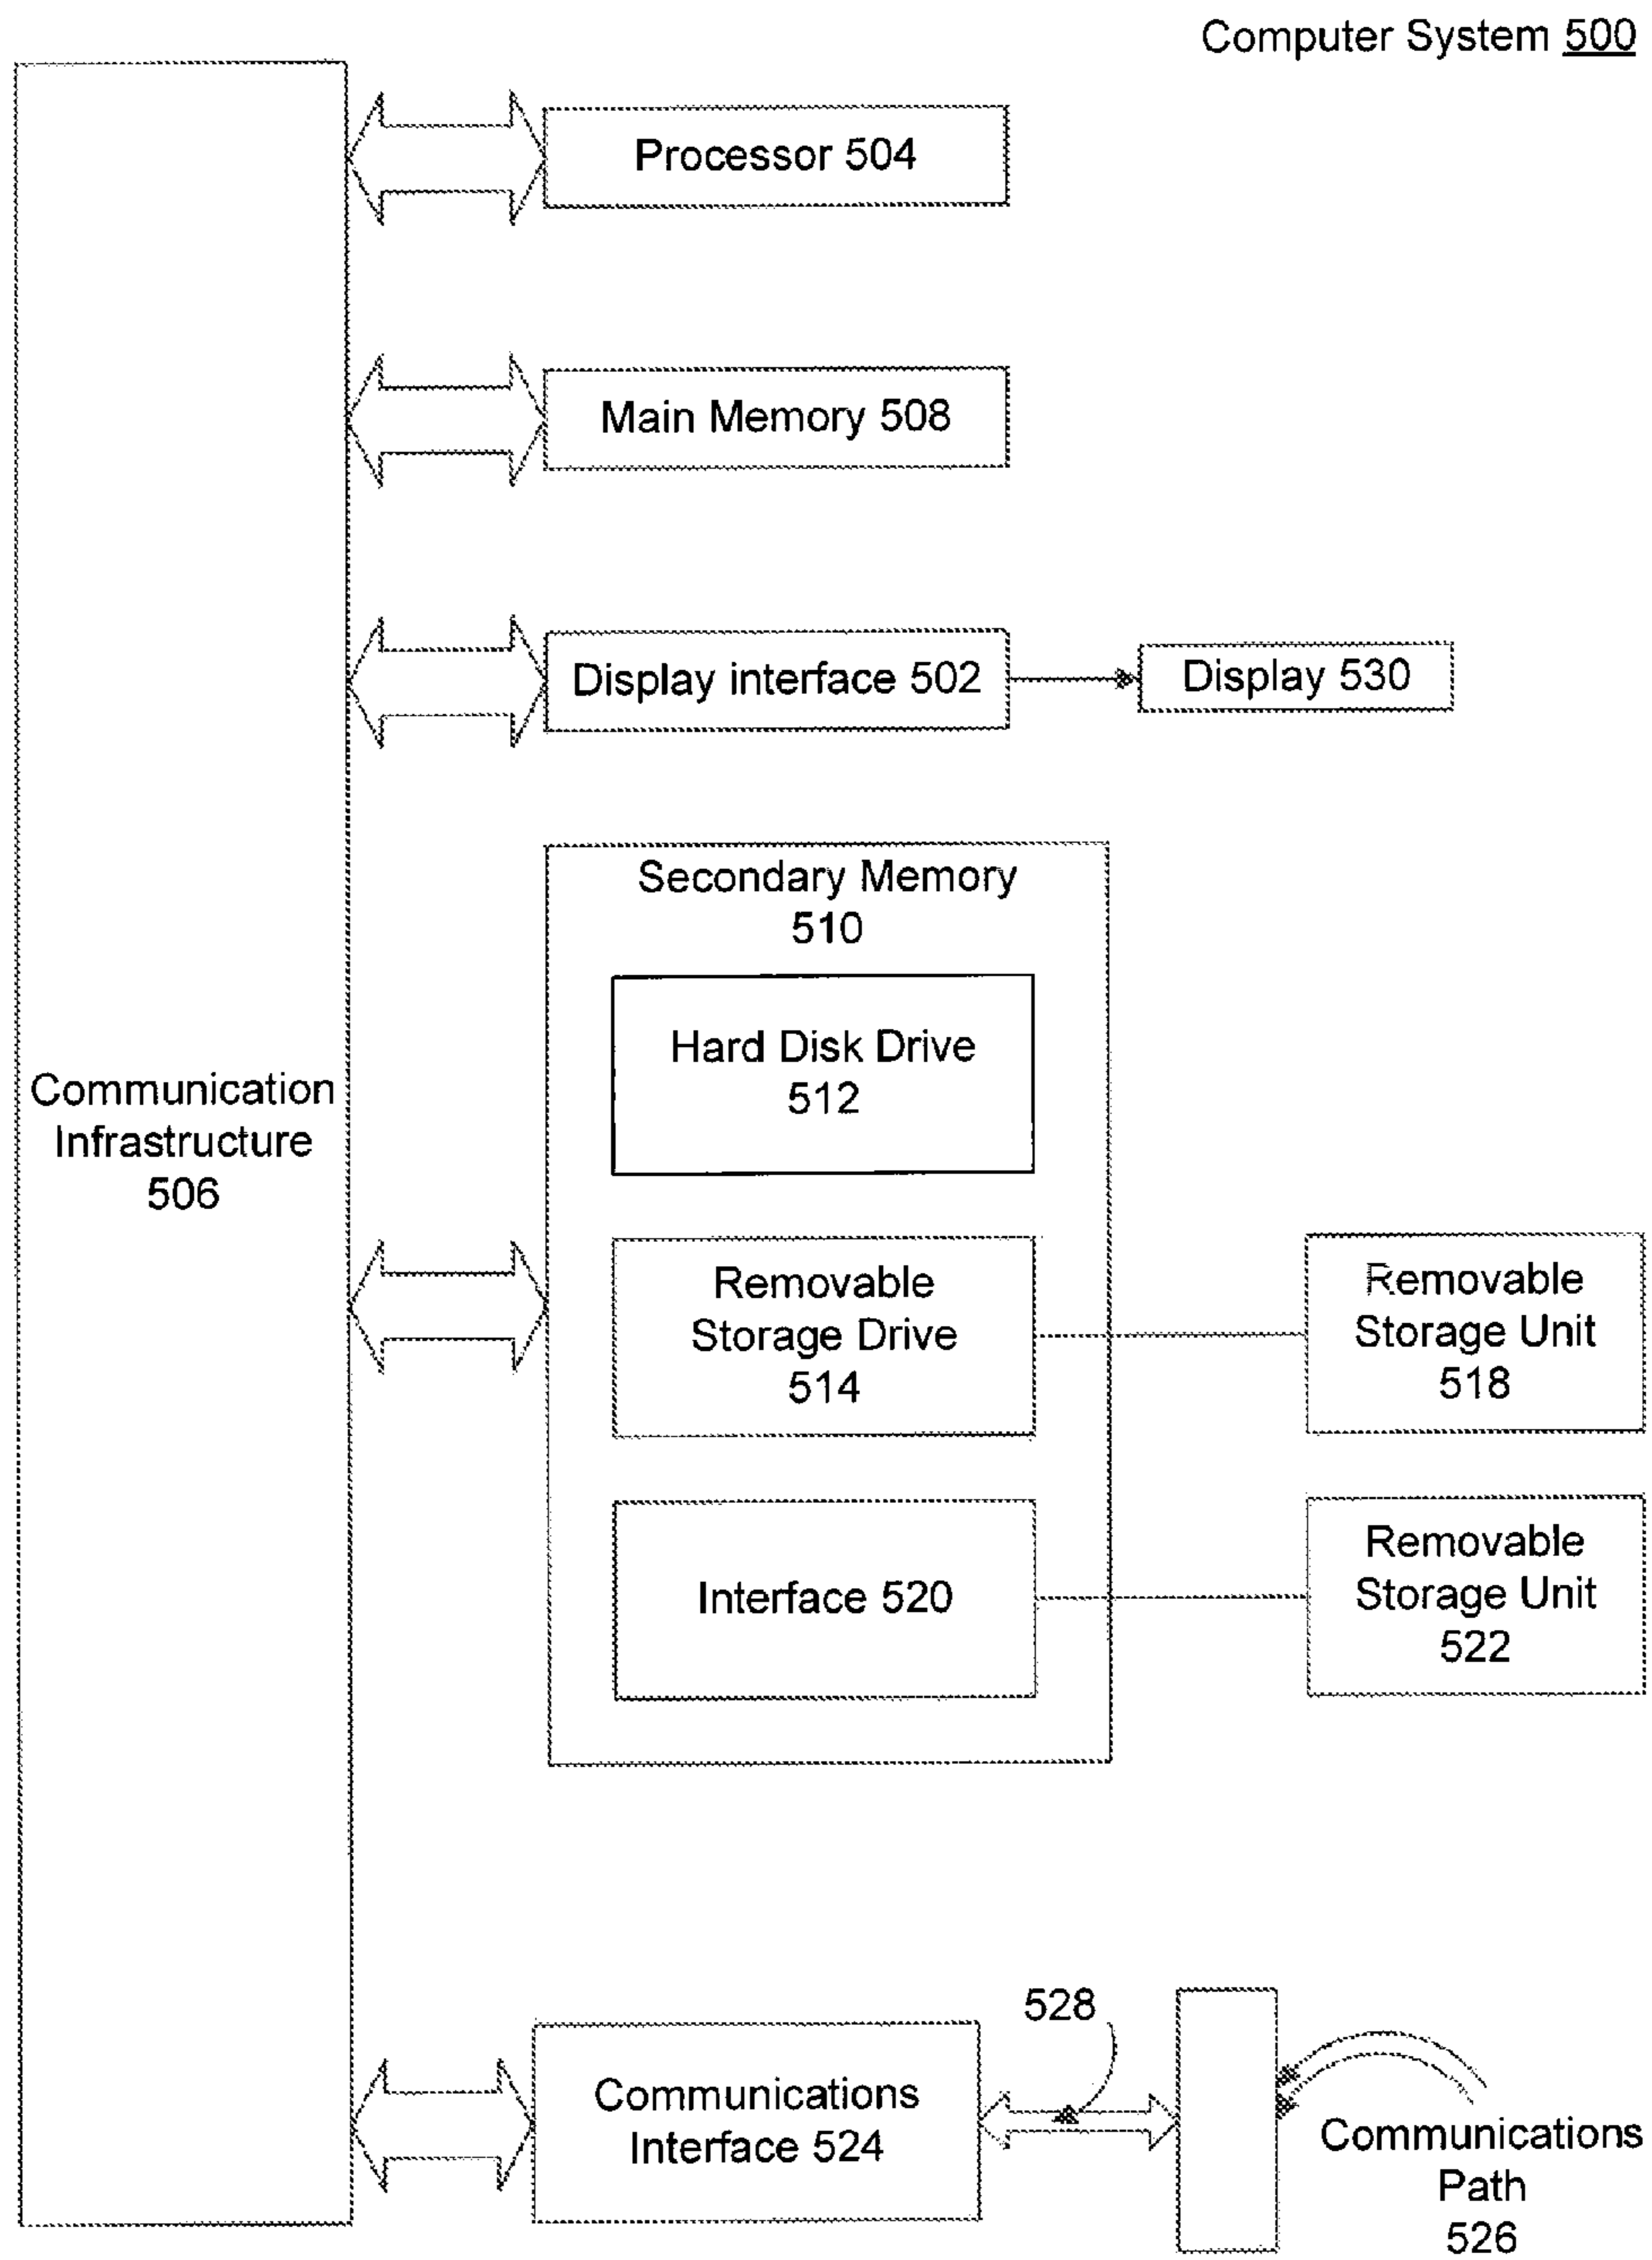 Computer System 500
Processor 504
Main Memory 508
Display interface 502
Display 530
Secondary Memory
510
Hard Disk Drive
512
Communication
Infrastructure
506
Removable
Storage Drive
514
Removable
Storage Unit
518
Interface 520
Removable
Storage Unit
522
528
Communications
Interface 524
Communications
Path
526